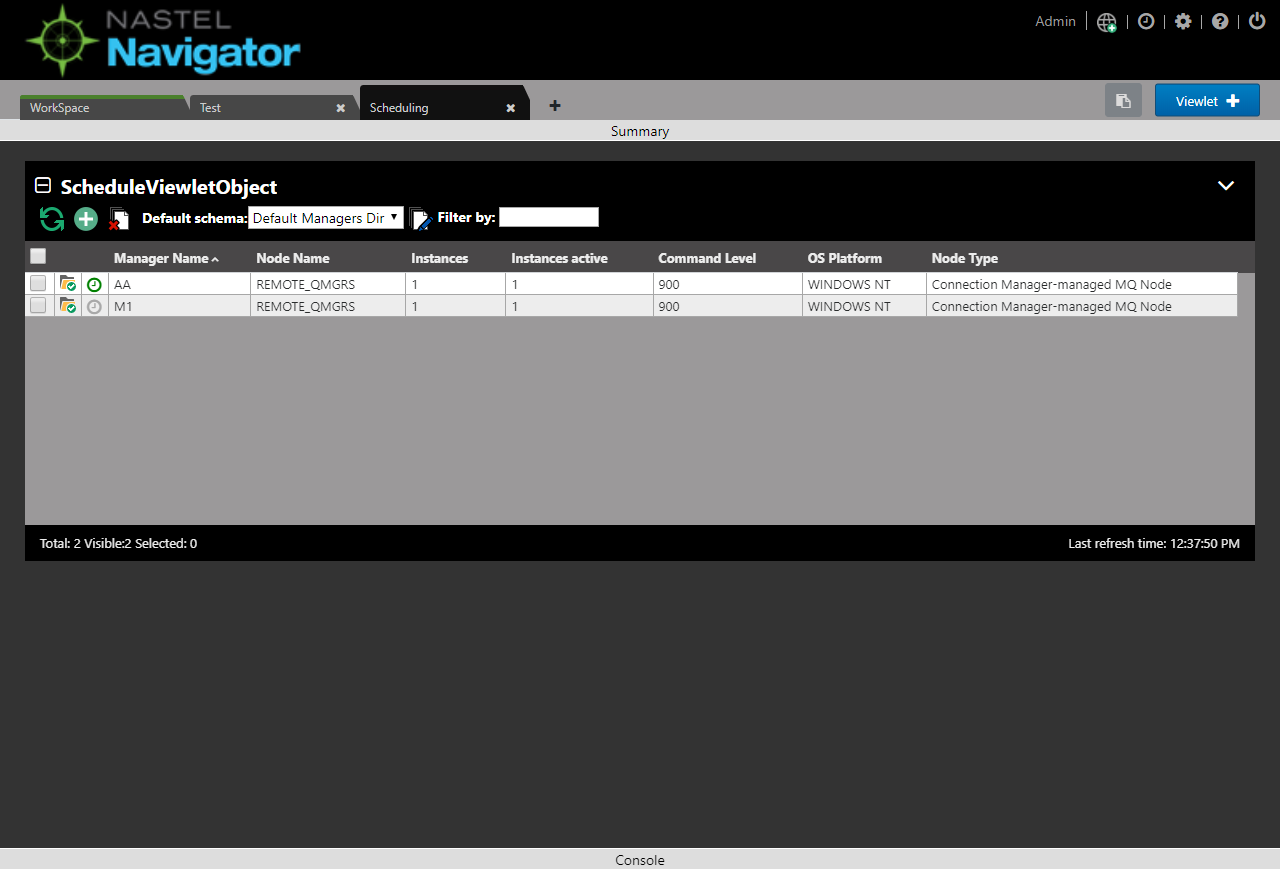 NASTEL
Navigator
Admin
WorkSpace Test Scheduling Viewlet
Summary
ScheduleViewletObject
Default schema: Default Managers Dir Filter by:
Manager Name Node Name Instances Instances active Command Level OS Platform Node Type
AA REMOTE_QMGRS 1 1 900 WINDOWS NT Connection Manager-managed MQ Node
M1 REMOTE_QMGRS 1 1 900 WINDOWS NT Connection Manager-managed MQ Node
Total: 2 Visible:2 Selected: 0 Last refresh time: 12:37:50 PM
Console